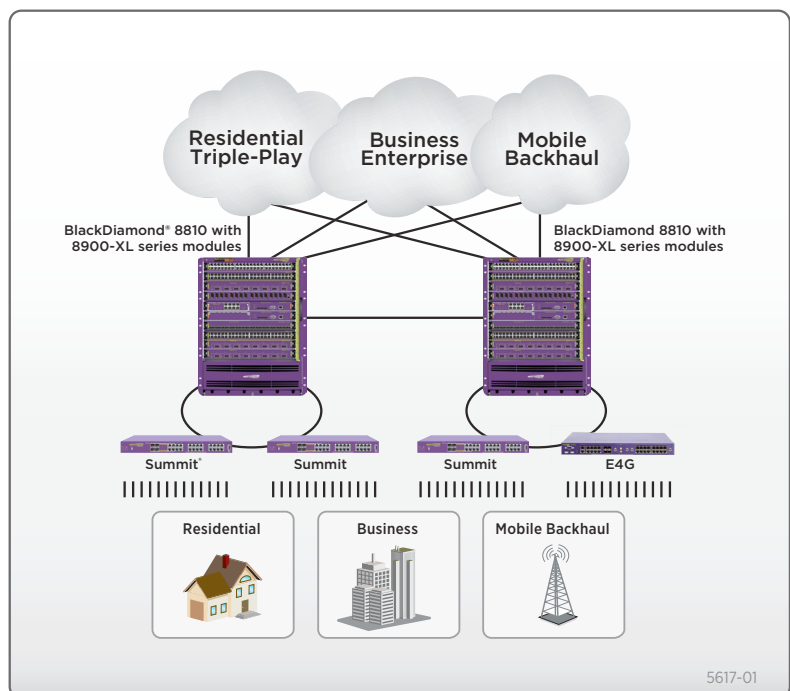 Residential
Triple-Play
Business
Enterprise
Mobile
Backhaul
BlackDiamond® 8810 with
8900-XL series modules
BlackDiamond 8810 with
8900-XL series modules
Summit®
Summit
Summit
E4G
Residential
Business
Mobile Backhaul
5617-01